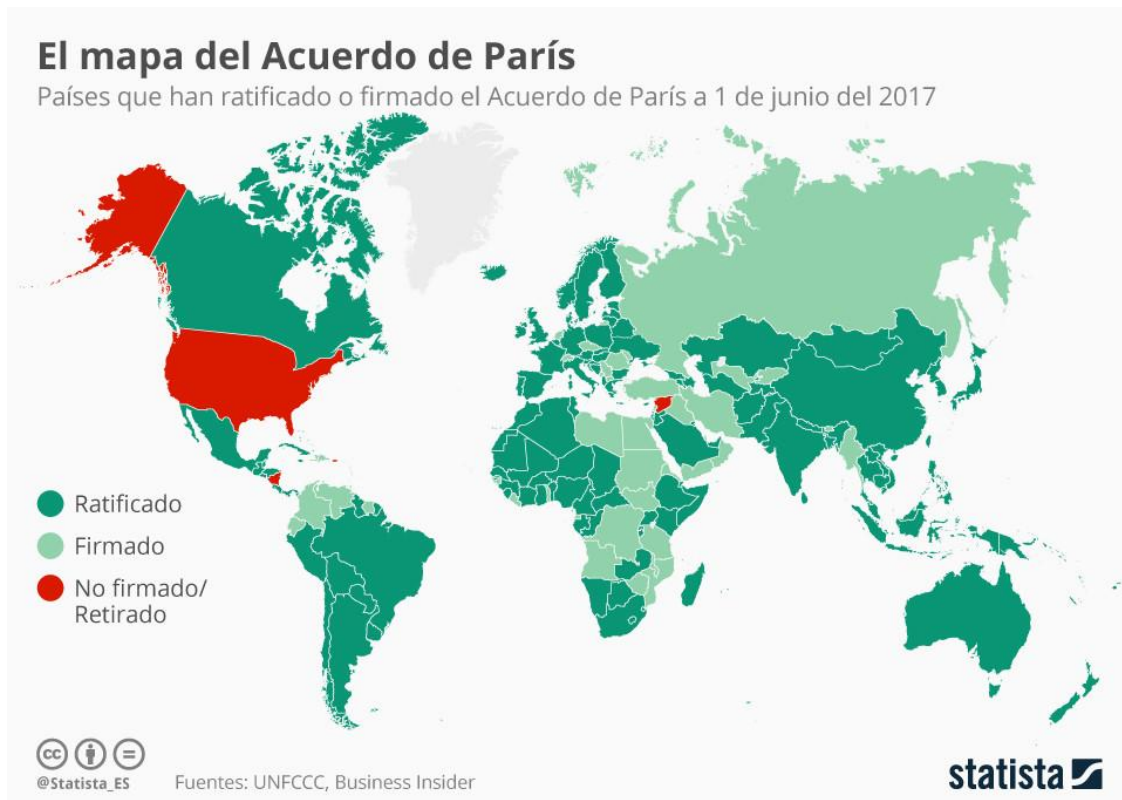 El mapa del Acuerdo de París
Países que han ratificado o firmado el Acuerdo de París a 1 de junio del 2017
Ratificado
Firmado
No firmado/
Retirado
cc
@Statista_ES
Fuentes: UNFCCC, Business Insider
statista